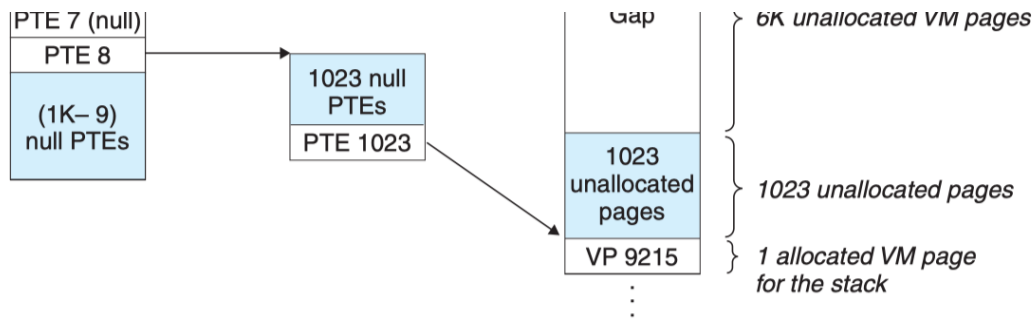 PTE 7 (null)
PTE 8
(1K– 9)
null PTEs
1023 null
PTEs
PTE 1023
Gap
1023
unallocated
pages
VP 9215
6K unallocated VM pages
1023 unallocated pages
1 allocated VM page
for the stack